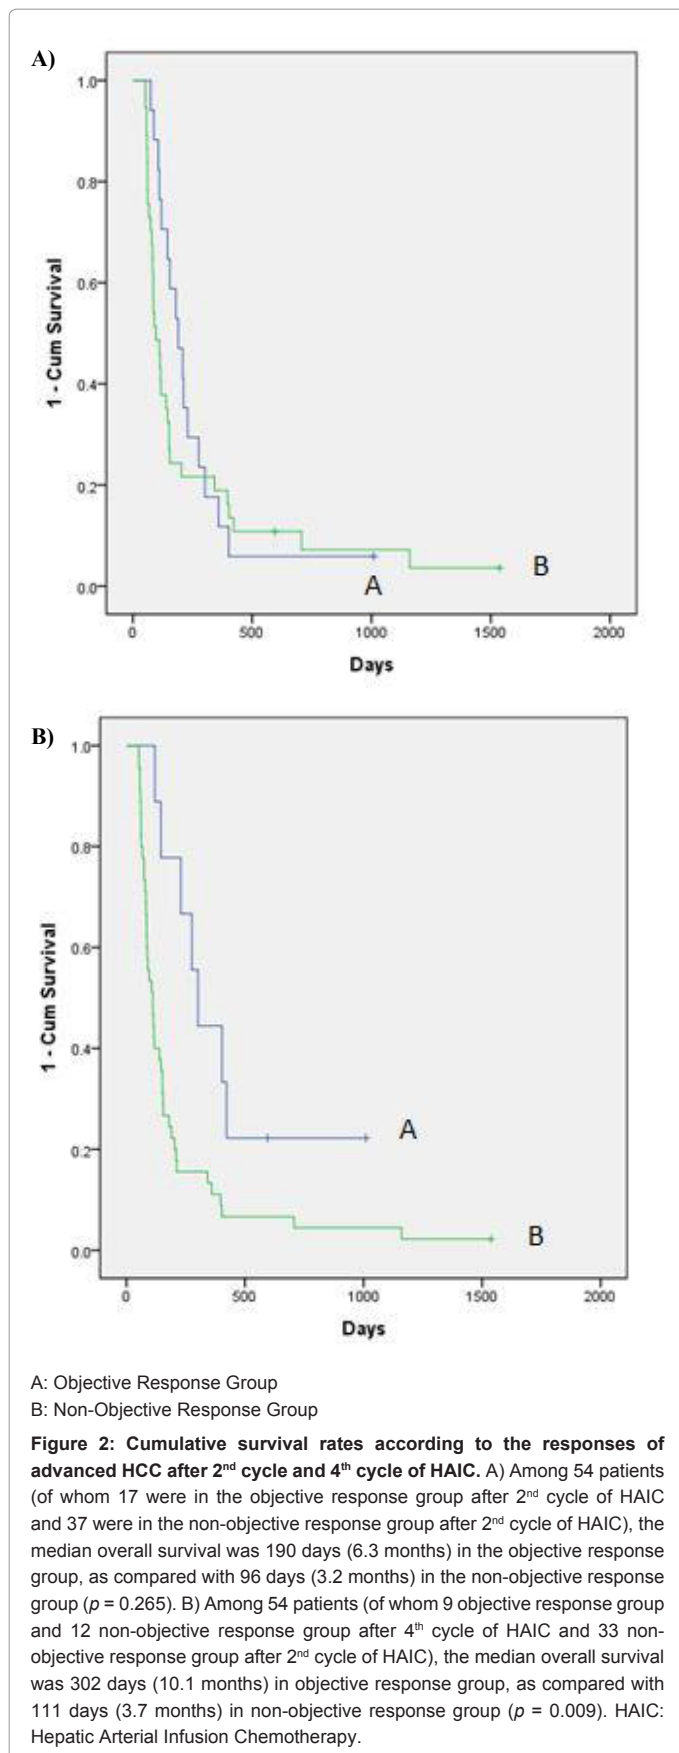 A)
1.0
0.8
0.6
0.4
0.2
0.0
1 - Cum Survival
A
B
0 500 1000 1500 2000
Days
B)
1.0
0.8
0.6
0.4
0.2
0.0
1 - Cum Survival
A
B
0 500 1000 1500 2000
Days
A: Objective Response Group
B: Non-Objective Response Group
Figure 2: Cumulative survival rates according to the responses of
advanced HCC after 2nd cycle and 4th cycle of HAIC. A) Among 54 patients
(of whom 17 were in the objective response group after 2nd cycle of HAIC
and 37 were in the non-objective response group after 2nd cycle of HAIC), the
median overall survival was 190 days (6.3 months) in the objective response
group, as compared with 96 days (3.2 months) in the non-objective response
group (p = 0.265). B) Among 54 patients (of whom 9 objective response group
and 12 non-objective response group after 4th cycle of HAIC and 33 non-
objective response group after 2nd cycle of HAIC), the median overall survival
was 302 days (10.1 months) in objective response group, as compared with
111 days (3.7 months) in non-objective response group (p = 0.009). HAIC:
Hepatic Arterial Infusion Chemotherapy.